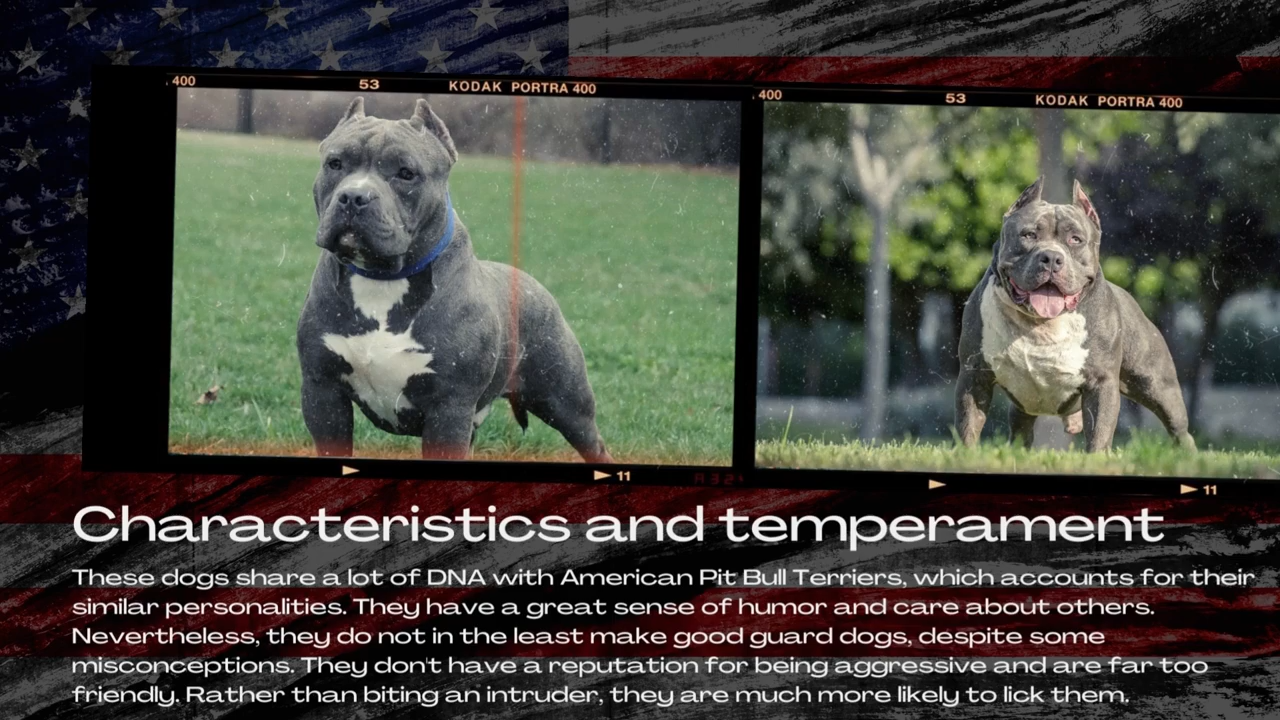 400 53 KODAK PORTRA 400
400 53 KODAK PORTRA 400
11
11
Characteristics and temperament
These dogs share a lot of DNA with American Pit Bull Terriers, which accounts for their
similar personalities. They have a great sense of humor and care about others.
Nevertheless, they do not in the least make good guard dogs, despite some
misconceptions. They don't have a reputation for being aggressive and are far too
friendly. Rather than biting an intruder, they are much more likely to lick them.